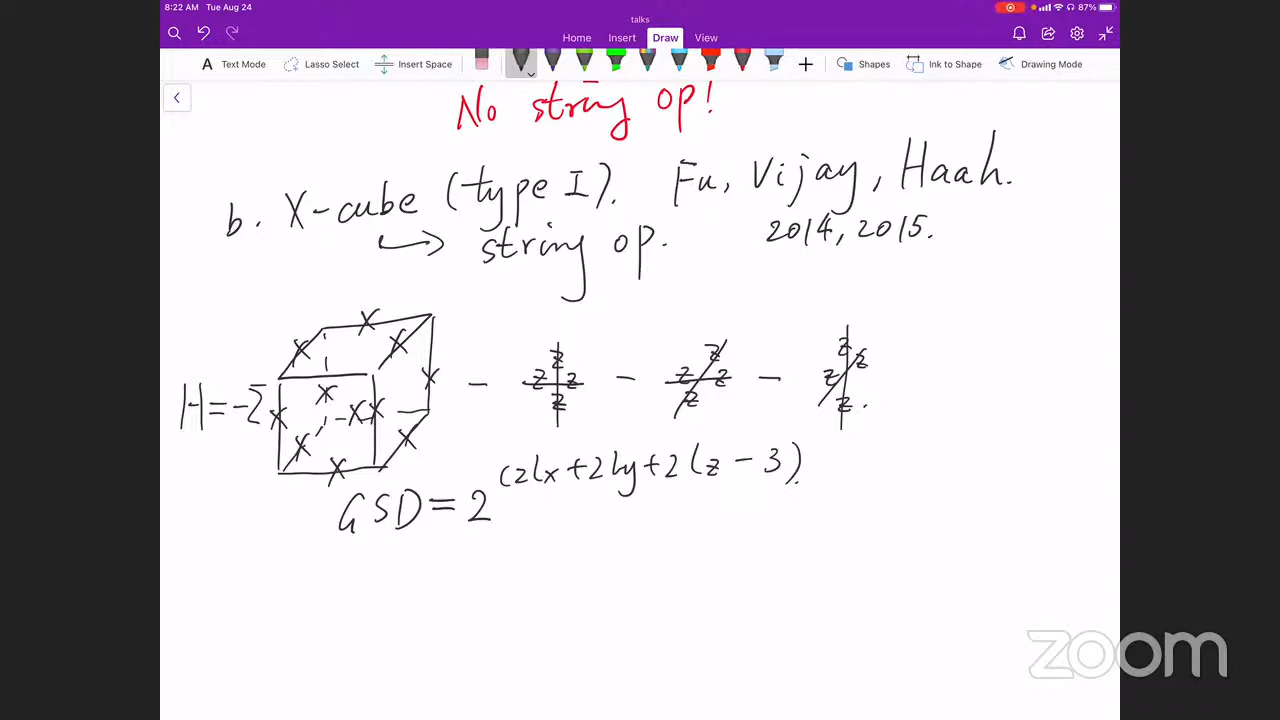 8:22 AM Tue Aug 24
87%
talks
Home Insert Draw View
Text Mode Lasso Select Insert Space Shapes Ink to Shape Drawing Mode
No string op!
b. X-cube (type I). Fu, Vijay, Haah.
↪ string op. 2014, 2015.
H = -Σ X X X X X X X X X X X X - Z Z Z Z - Z Z Z Z - Z Z Z Z.
GSD = 2^(2lx + 2ly + 2lz - 3).
zoom